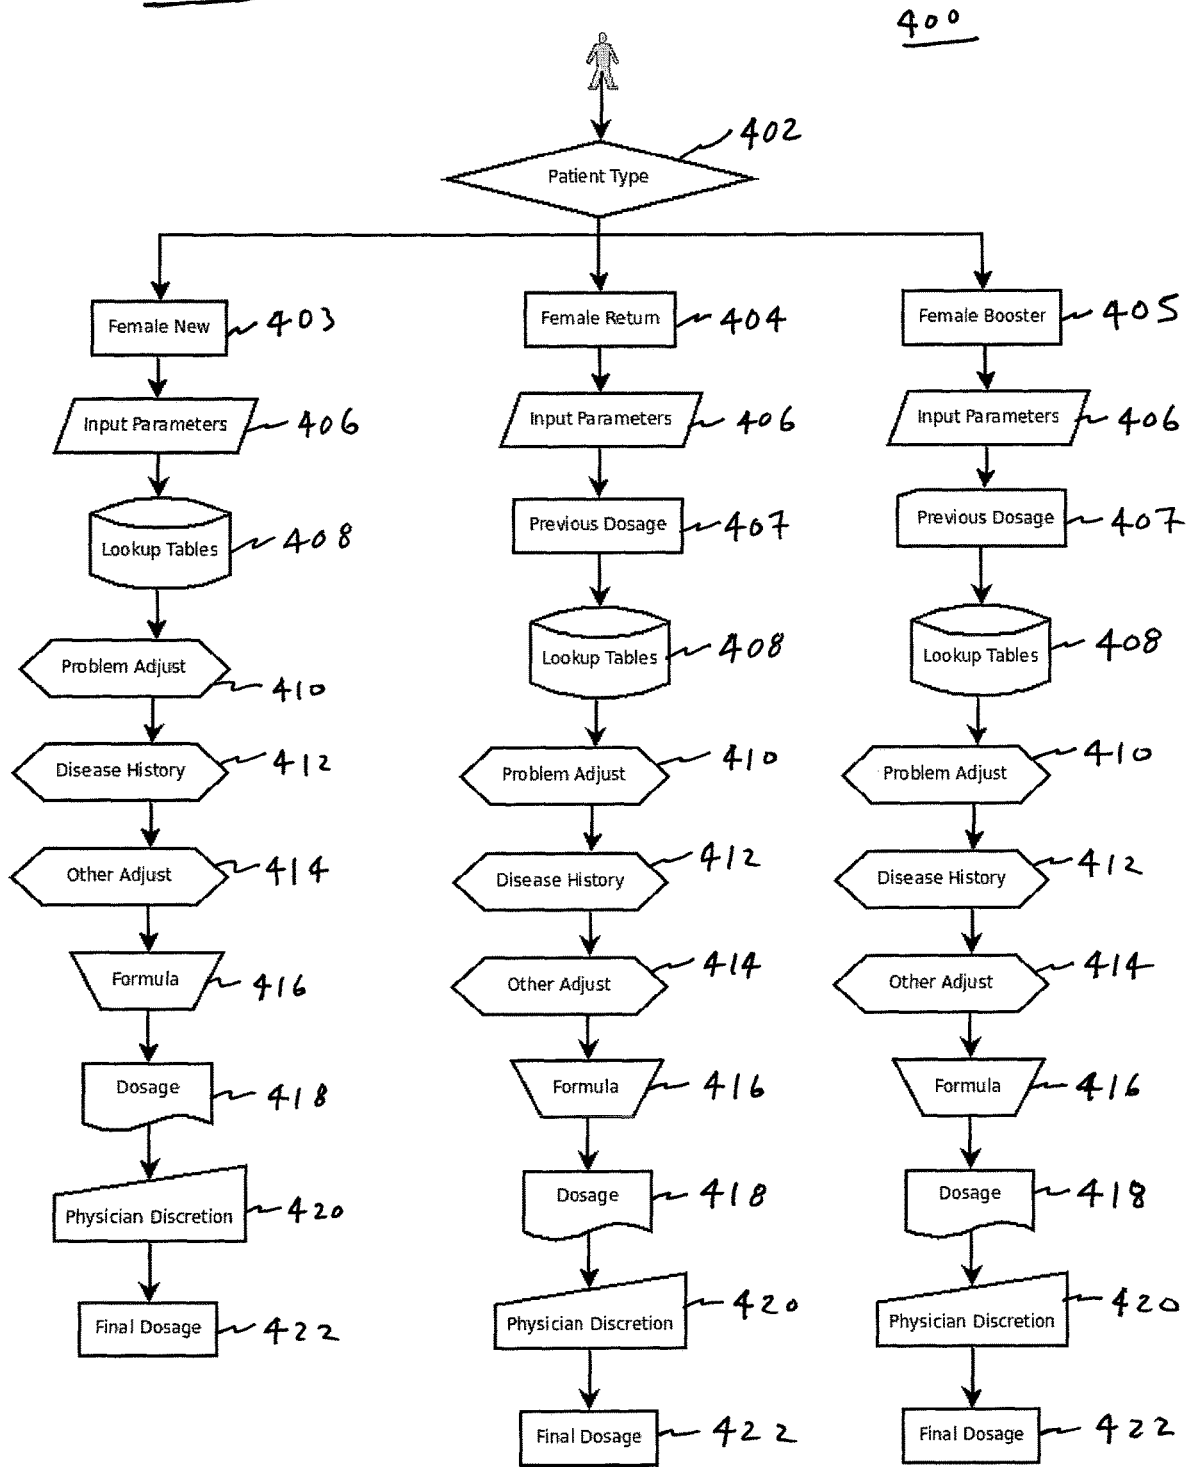 400
402
Patient Type
Female New 403
Female Return 404
Female Booster 405
Input Parameters 406
Input Parameters 406
Input Parameters 406
Lookup Tables 408
Previous Dosage 407
Previous Dosage 407
Problem Adjust 410
Lookup Tables 408
Lookup Tables 408
Disease History 412
Problem Adjust 410
Problem Adjust 410
Other Adjust 414
Disease History 412
Disease History 412
Formula 416
Other Adjust 414
Other Adjust 414
Dosage 418
Formula 416
Formula 416
Physician Discretion 420
Dosage 418
Dosage 418
Final Dosage 422
Physician Discretion 420
Physician Discretion 420
Final Dosage 422
Final Dosage 422